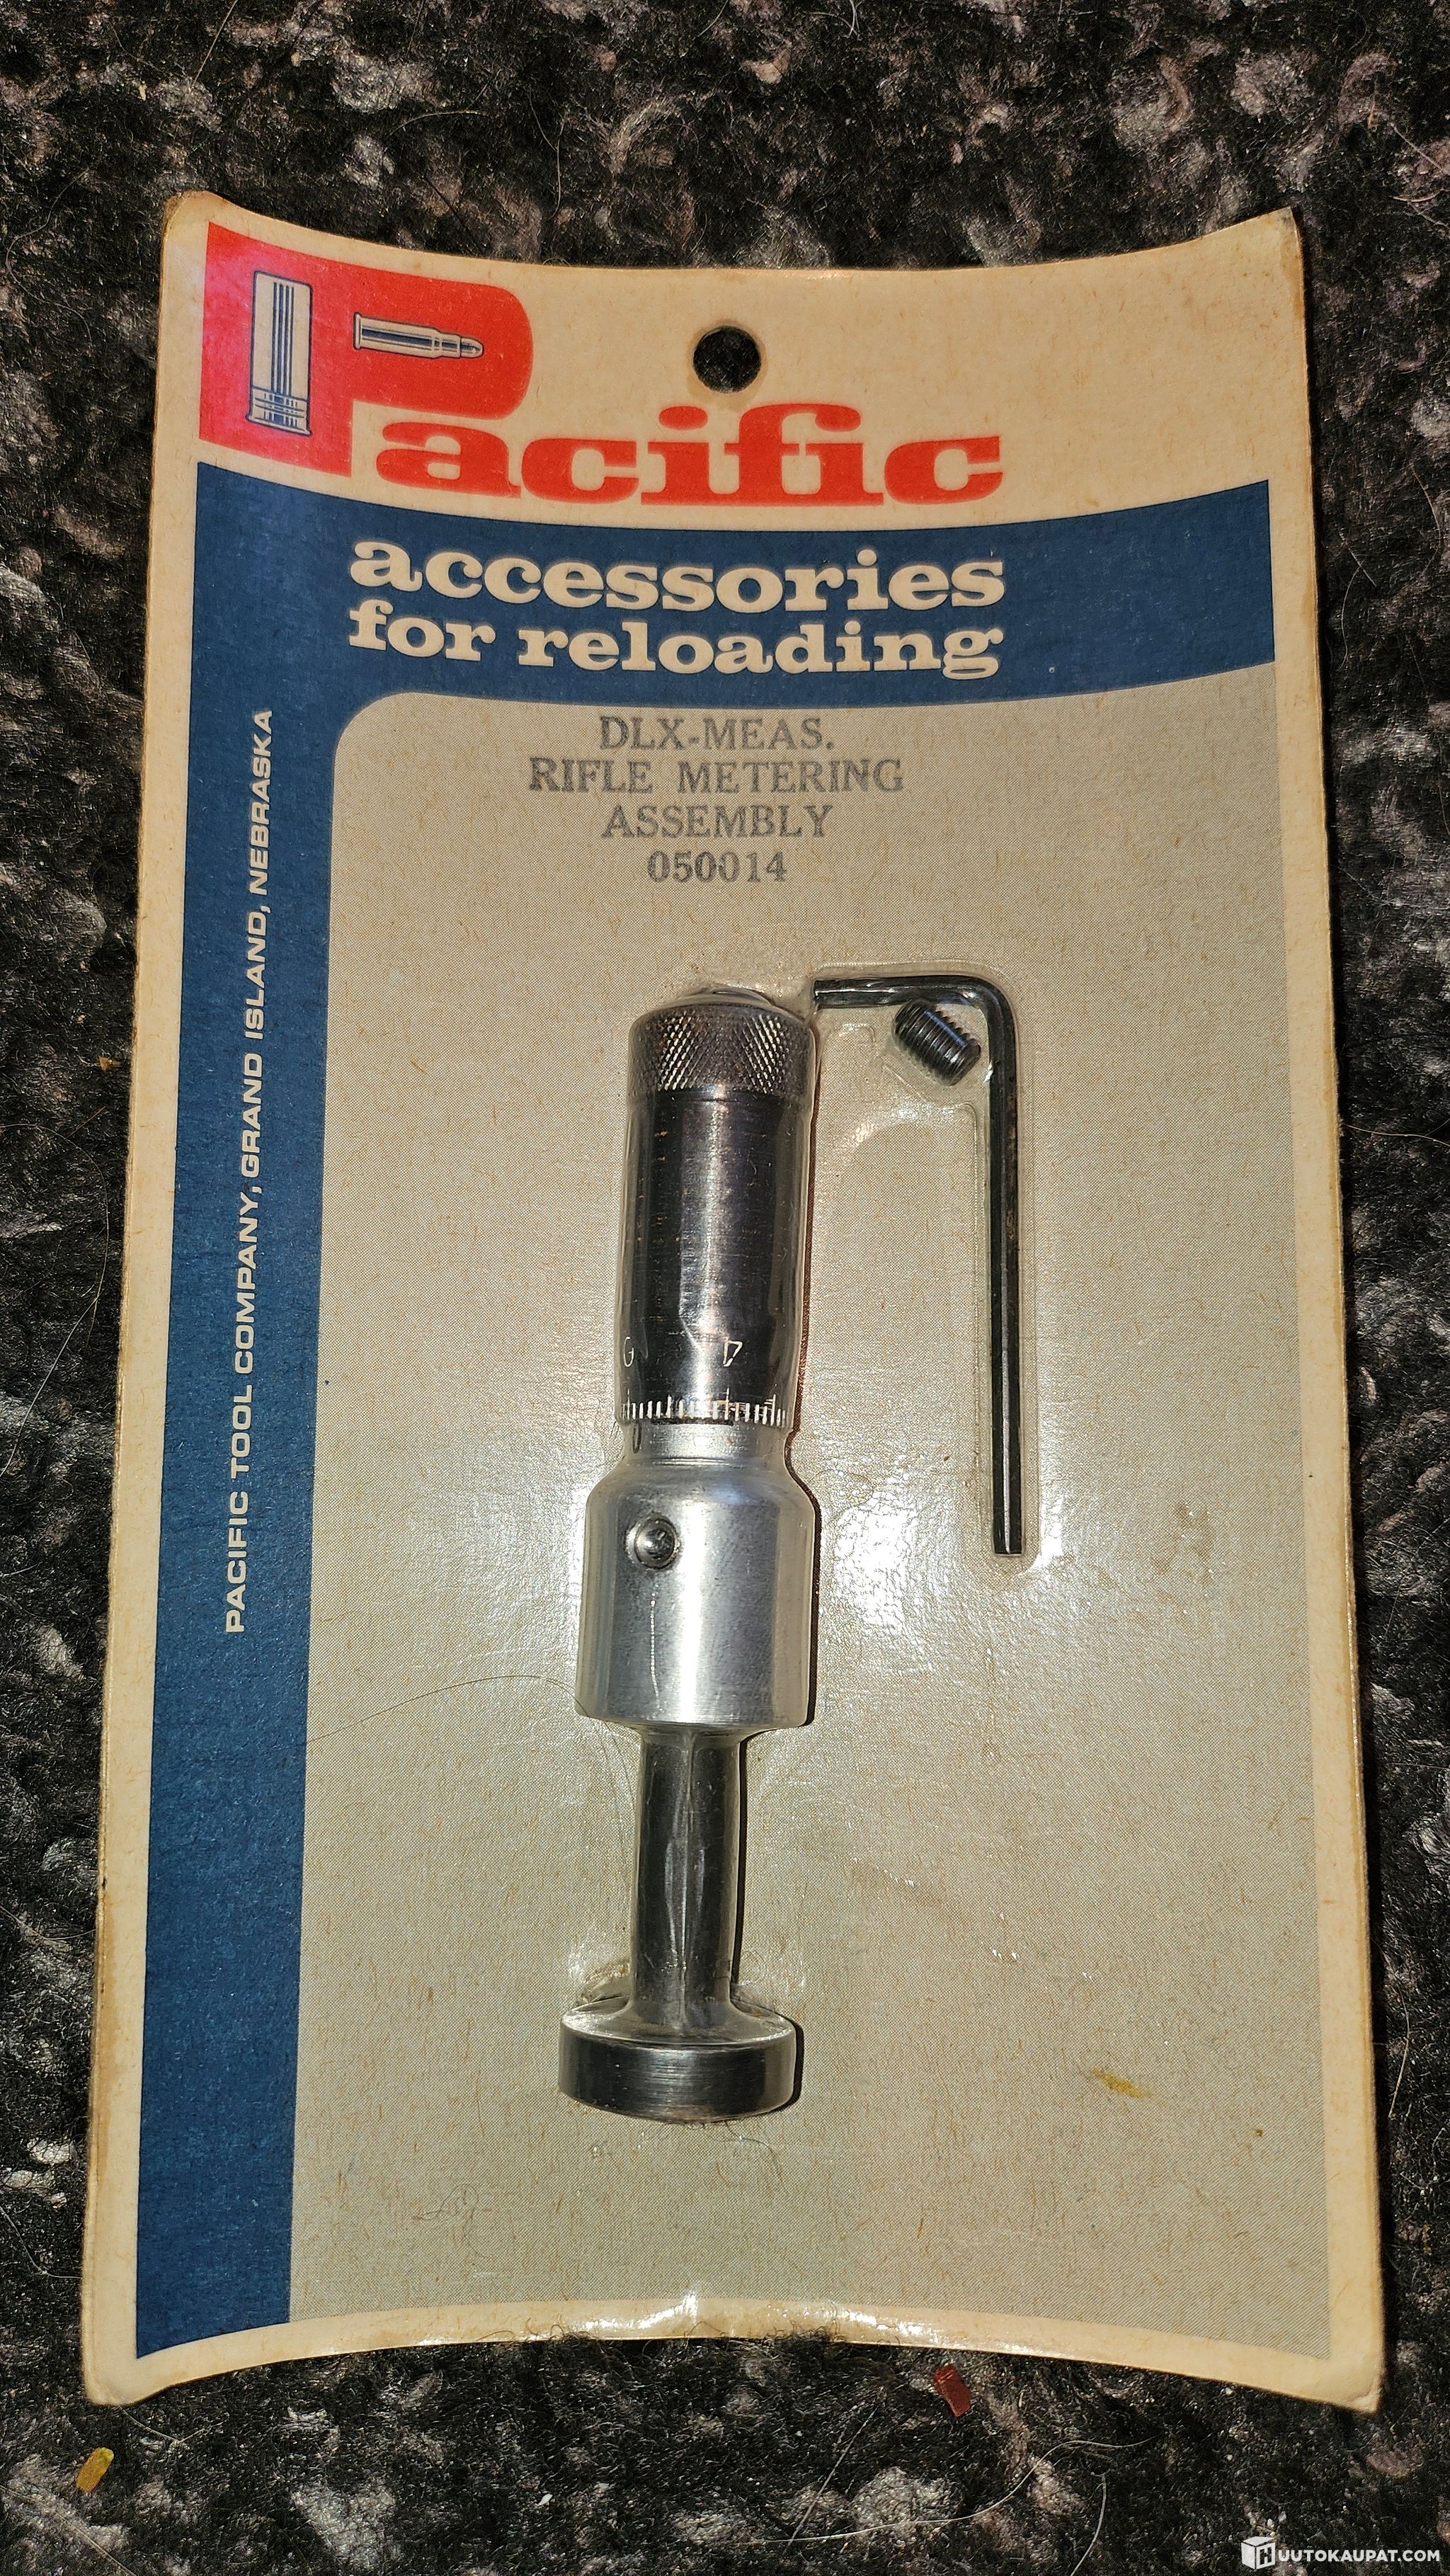 Pacific
accessories
for reloading
DLX-MEAS.
RIFLE METERING
ASSEMBLY
050014
PACIFIC TOOL COMPANY, GRAND ISLAND, NEBRASKA
HUUTOKAUPAT.COM